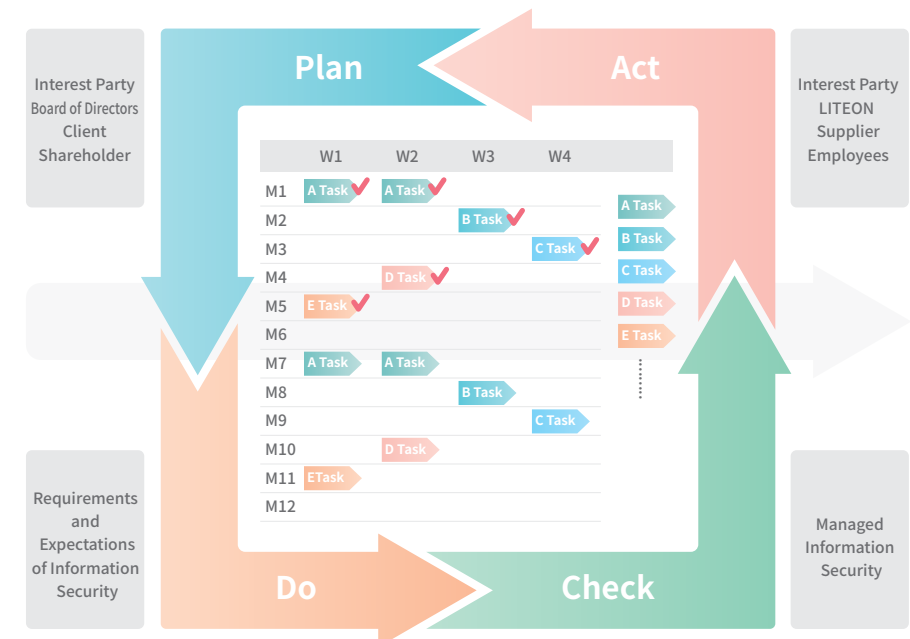 Plan
Act
Interest Party
Board of Directors
Client
Shareholder
Interest Party
LITEON
Supplier
Employees
W1 W2 W3 W4
M1 A Task A Task
M2 B Task
M3 C Task
M4 D Task
M5 E Task
M6
M7 A Task A Task
M8 B Task
M9 C Task
M10 D Task
M11 ETask
M12
A Task
B Task
C Task
D Task
E Task
Requirements
and
Expectations
of Information
Security
Managed
Information
Security
Do
Check